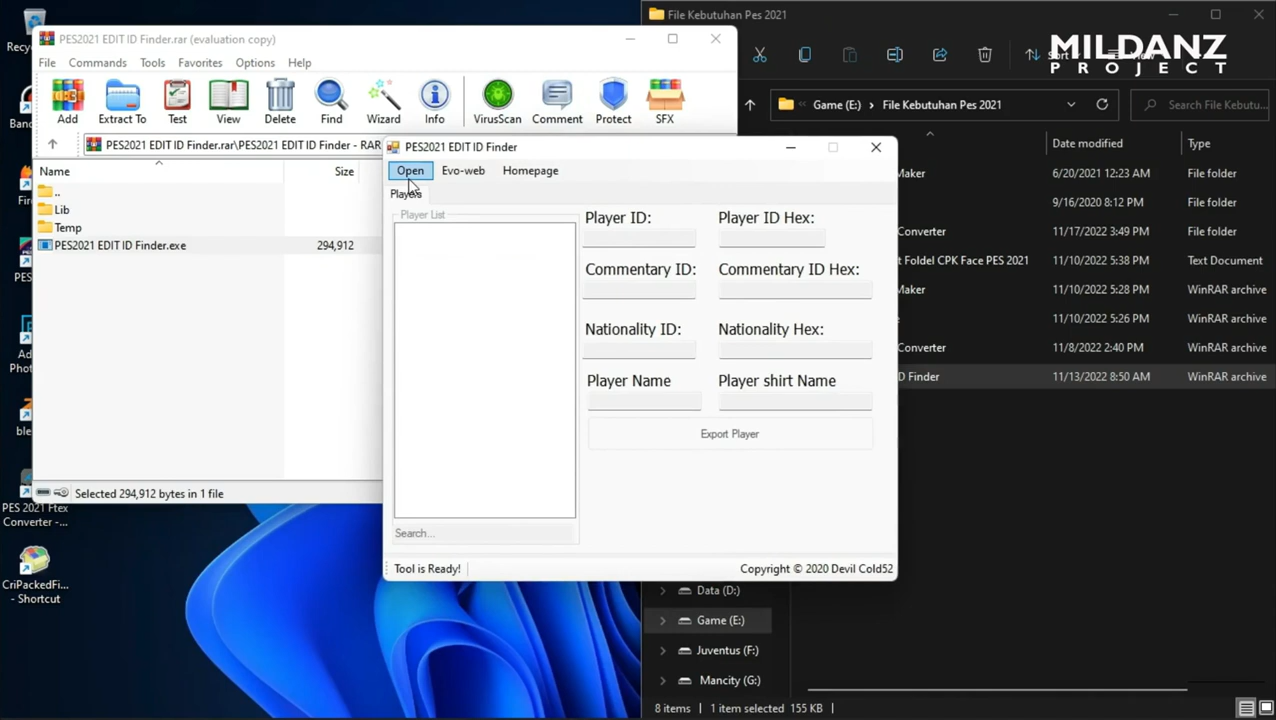 File Kebutuhan Pes 2021
MILDANZ
PROJECT
Game (E:)
File Kebutuhan Pes 2021
Search File Kebutu...
Date modified
Type
Maker
6/20/2021 12:23 AM
File folder
9/16/2020 8:12 PM
File folder
Converter
11/17/2022 3:49 PM
File folder
t Foldel CPK Face PES 2021
11/10/2022 5:38 PM
Text Document
Maker
11/10/2022 5:38 PM
WinRAR archive
11/10/2022 5:26 PM
WinRAR archive
Converter
11/8/2022 2:40 PM
WinRAR archive
D Finder
11/13/2022 8:50 AM
WinRAR archive
Data (D:)
Game (E:)
Juventus (F:)
Mancity (G:)
8 items
1 item selected 155 KB
PES2021 EDIT ID Finder.rar (evaluation copy)
File Commands Tools Favorites Options Help
Add Extract To Test View Delete Find Wizard Info VirusScan Comment Protect SFX
PES2021 EDIT ID Finder.rar\PES2021 EDIT ID Finder - RAR
Name
Size
..
Lib
Temp
PES2021 EDIT ID Finder.exe
294,912
Selected 294,912 bytes in 1 file
PES2021 EDIT ID Finder
Open Evo-web Homepage
Players
Player List
Player ID:
Player ID Hex:
Commentary ID:
Commentary ID Hex:
Nationality ID:
Nationality Hex:
Player Name
Player shirt Name
Export Player
Search...
Tool is Ready!
Copyright © 2020 Devil Cold52
PES 2021 Ftex
Converter -...
CriPackedFi...
- Shortcut